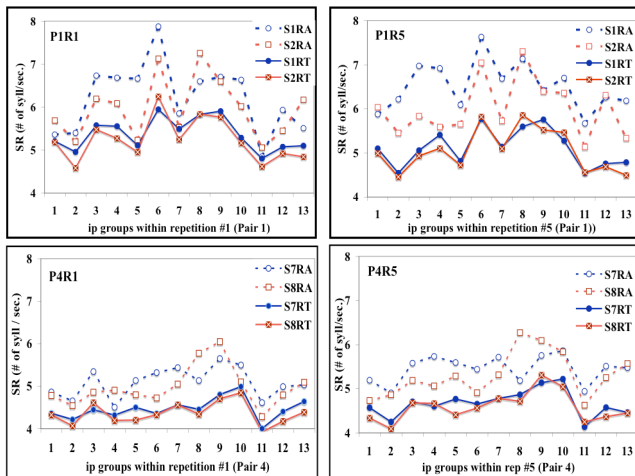 P1R1
S1RA
S2RA
S1RT
S2RT
SR (# of syll/sec.)
8
7
6
5
4
1 2 3 4 5 6 7 8 9 10 11 12 13
ip groups within repetition #1 (Pair 1)
P1R5
S1RA
S2RA
S1RT
S2RT
SR (# of syll/sec.)
8
7
6
5
4
1 2 3 4 5 6 7 8 9 10 11 12 13
ip groups within repetition #5 (Pair 1))
P4R1
S7RA
S8RA
S7RT
S8RT
SR (# of syll / sec.)
8
7
6
5
4
1 2 3 4 5 6 7 8 9 10 11 12 13
ip groups within repetition #1 (Pair 4)
P4R5
S7RA
S8RA
S7RT
S8RT
SR (# of syll/sec.)
8
7
6
5
4
1 2 3 4 5 6 7 8 9 10 11 12 13
ip groups within repetition #5 (Pair 4)